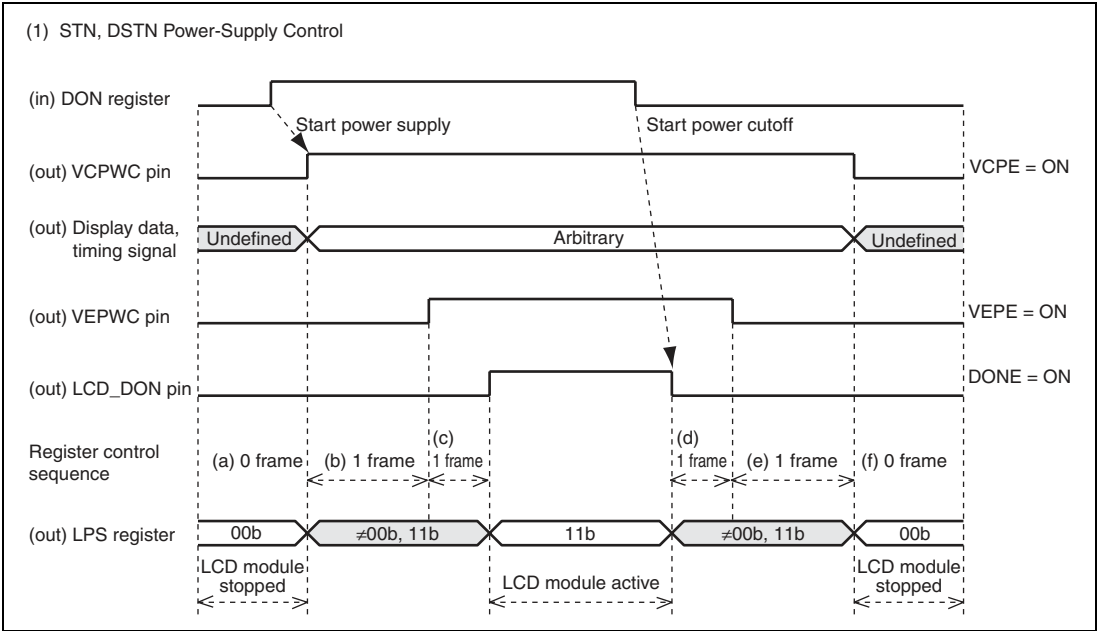 (1) STN, DSTN Power-Supply Control
(in) DON register
Start power supply
Start power cutoff
(out) VCPWC pin
VCPE = ON
(out) Display data,
timing signal
Undefined
Arbitrary
Undefined
(out) VEPWC pin
VEPE = ON
(out) LCD_DON pin
DONE = ON
Register control
sequence
(a) 0 frame
(b) 1 frame
(c)
1 frame
(d)
1 frame
(e) 1 frame
(f) 0 frame
(out) LPS register
00b
≠00b, 11b
11b
≠00b, 11b
00b
LCD module
stopped
LCD module active
LCD module
stopped